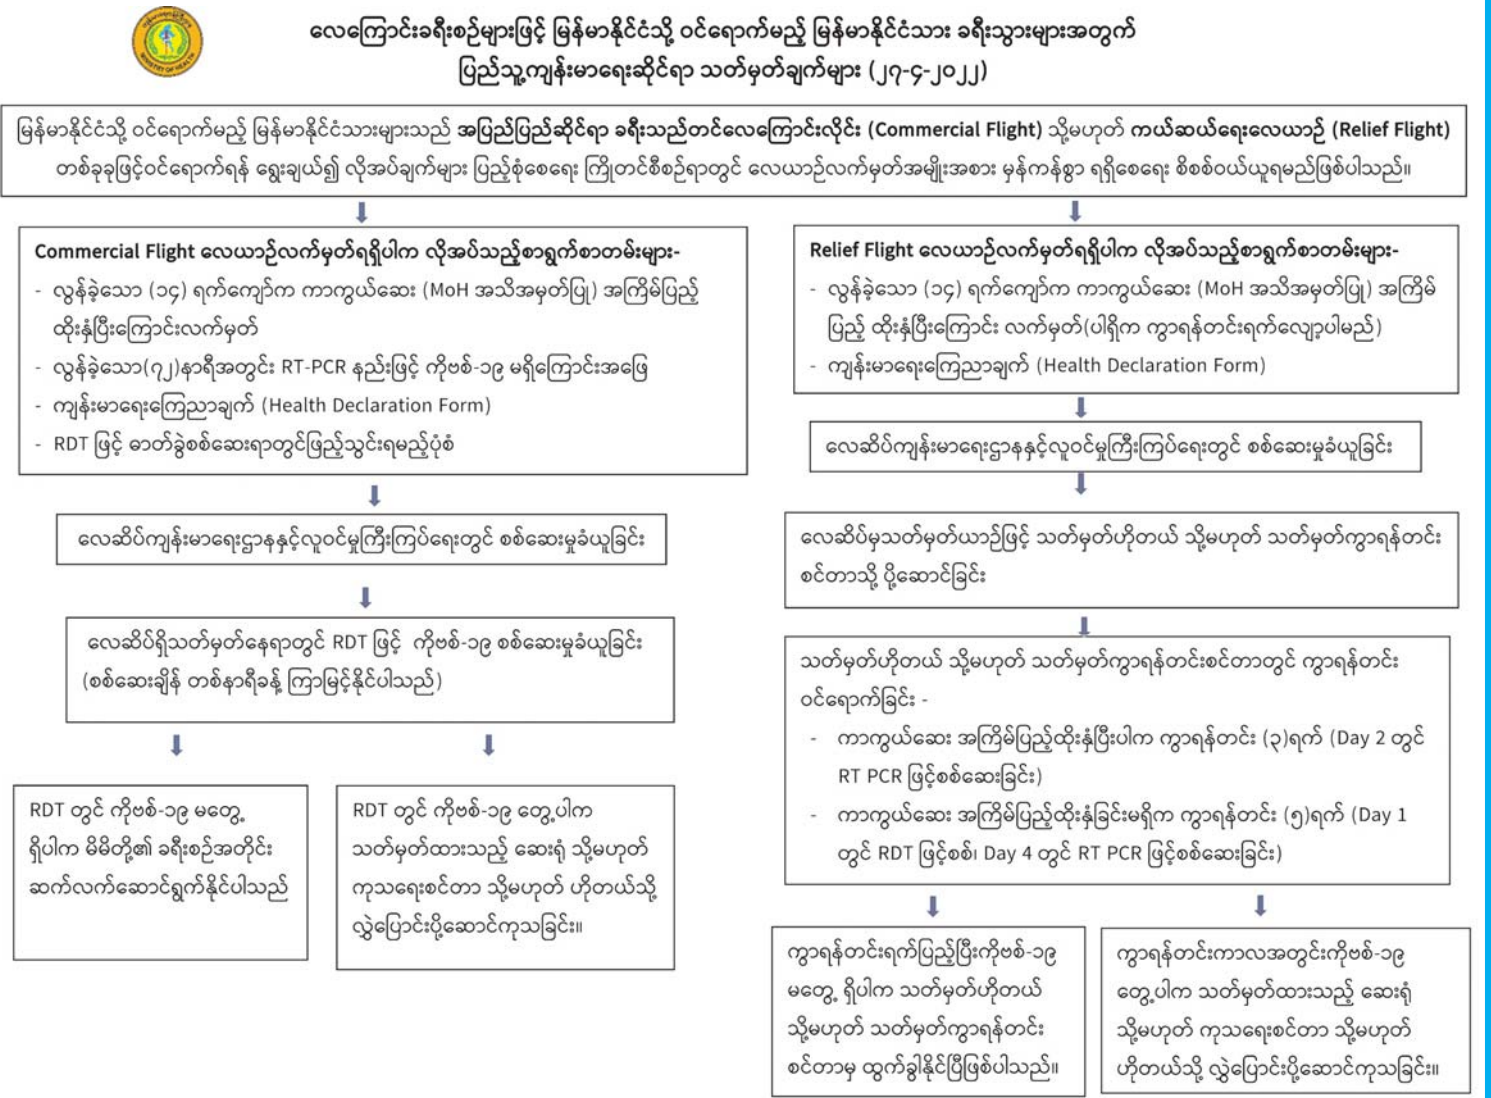 လေကြောင်းခရီးစဉ်များဖြင့် မြန်မာနိုင်ငံသို့ ဝင်ရောက်မည့် မြန်မာနိုင်ငံသား ခရီးသွားများအတွက်
ပြည်သူ့ကျန်းမာရေးဆိုင်ရာ သတ်မှတ်ချက်များ (၂၇-၄-၂၀၂၂)
MINISTRY OF HEALTH
မြန်မာနိုင်ငံသို့ ဝင်ရောက်မည့် မြန်မာနိုင်ငံသားများသည် အပြည်ပြည်ဆိုင်ရာ ခရီးသည်တင်လေကြောင်းလိုင်း (Commercial Flight) သို့မဟုတ် ကယ်ဆယ်ရေးလေယာဉ် (Relief Flight)
တစ်ခုခုဖြင့်ဝင်ရောက်ရန် ရွေးချယ်၍ လိုအပ်ချက်များ ပြည့်စုံစေရေး ကြိုတင်စီစဉ်ရာတွင် လေယာဉ်လက်မှတ်အမျိုးအစား မှန်ကန်စွာ ရရှိစေရေး စိစစ်ဝယ်ယူရမည်ဖြစ်ပါသည်။
Commercial Flight လေယာဉ်လက်မှတ်ရရှိပါက လိုအပ်သည့်စာရွက်စာတမ်းများ-
- လွန်ခဲ့သော (၁၄) ရက်ကျော်က ကာကွယ်ဆေး (MoH အသိအမှတ်ပြု) အကြိမ်ပြည့်
ထိုးနှံပြီးကြောင်းလက်မှတ်
- လွန်ခဲ့သော(၇၂)နာရီအတွင်း RT-PCR နည်းဖြင့် ကိုဗစ်-၁၉ မရှိကြောင်းအဖြေ
- ကျန်းမာရေးကြေညာချက် (Health Declaration Form)
- RDT ဖြင့် ဓာတ်ခွဲစစ်ဆေးရာတွင်ဖြည့်သွင်းရမည့်ပုံစံ
လေဆိပ်ကျန်းမာရေးဌာနနှင့်လူဝင်မှုကြီးကြပ်ရေးတွင် စစ်ဆေးမှုခံယူခြင်း
လေဆိပ်ရှိသတ်မှတ်နေရာတွင် RDT ဖြင့် ကိုဗစ်-၁၉ စစ်ဆေးမှုခံယူခြင်း
(စစ်ဆေးချိန် တစ်နာရီခန့် ကြာမြင့်နိုင်ပါသည်)
RDT တွင် ကိုဗစ်-၁၉ မတွေ့
ရှိပါက မိမိတို့၏ ခရီးစဉ်အတိုင်း
ဆက်လက်ဆောင်ရွက်နိုင်ပါသည်
RDT တွင် ကိုဗစ်-၁၉ တွေ့ပါက
သတ်မှတ်ထားသည့် ဆေးရုံ သို့မဟုတ်
ကုသရေးစင်တာ သို့မဟုတ် ဟိုတယ်သို့
လွှဲပြောင်းပို့ဆောင်ကုသခြင်း။
Relief Flight လေယာဉ်လက်မှတ်ရရှိပါက လိုအပ်သည့်စာရွက်စာတမ်းများ-
- လွန်ခဲ့သော (၁၄) ရက်ကျော်က ကာကွယ်ဆေး (MoH အသိအမှတ်ပြု) အကြိမ်
ပြည့် ထိုးနှံပြီးကြောင်း လက်မှတ်(ပါရှိက ကွာရန်တင်းရက်လျော့ပါမည်)
- ကျန်းမာရေးကြေညာချက် (Health Declaration Form)
လေဆိပ်ကျန်းမာရေးဌာနနှင့်လူဝင်မှုကြီးကြပ်ရေးတွင် စစ်ဆေးမှုခံယူခြင်း
လေဆိပ်မှသတ်မှတ်ယာဉ်ဖြင့် သတ်မှတ်ဟိုတယ် သို့မဟုတ် သတ်မှတ်ကွာရန်တင်း
စင်တာသို့ ပို့ဆောင်ခြင်း
သတ်မှတ်ဟိုတယ် သို့မဟုတ် သတ်မှတ်ကွာရန်တင်းစင်တာတွင် ကွာရန်တင်း
ဝင်ရောက်ခြင်း -
- ကာကွယ်ဆေး အကြိမ်ပြည့်ထိုးနှံပြီးပါက ကွာရန်တင်း (၃)ရက် (Day 2 တွင်
RT PCR ဖြင့်စစ်ဆေးခြင်း)
- ကာကွယ်ဆေး အကြိမ်ပြည့်ထိုးနှံခြင်းမရှိက ကွာရန်တင်း (၅)ရက် (Day 1
တွင် RDT ဖြင့်စစ်၊ Day 4 တွင် RT PCR ဖြင့်စစ်ဆေးခြင်း)
ကွာရန်တင်းရက်ပြည့်ပြီးကိုဗစ်-၁၉
မတွေ့ ရှိပါက သတ်မှတ်ဟိုတယ်
သို့မဟုတ် သတ်မှတ်ကွာရန်တင်း
စင်တာမှ ထွက်ခွါနိုင်ပြီဖြစ်ပါသည်။
ကွာရန်တင်းကာလအတွင်းကိုဗစ်-၁၉
တွေ့ပါက သတ်မှတ်ထားသည့် ဆေးရုံ
သို့မဟုတ် ကုသရေးစင်တာ သို့မဟုတ်
ဟိုတယ်သို့ လွှဲပြောင်းပို့ဆောင်ကုသခြင်း။